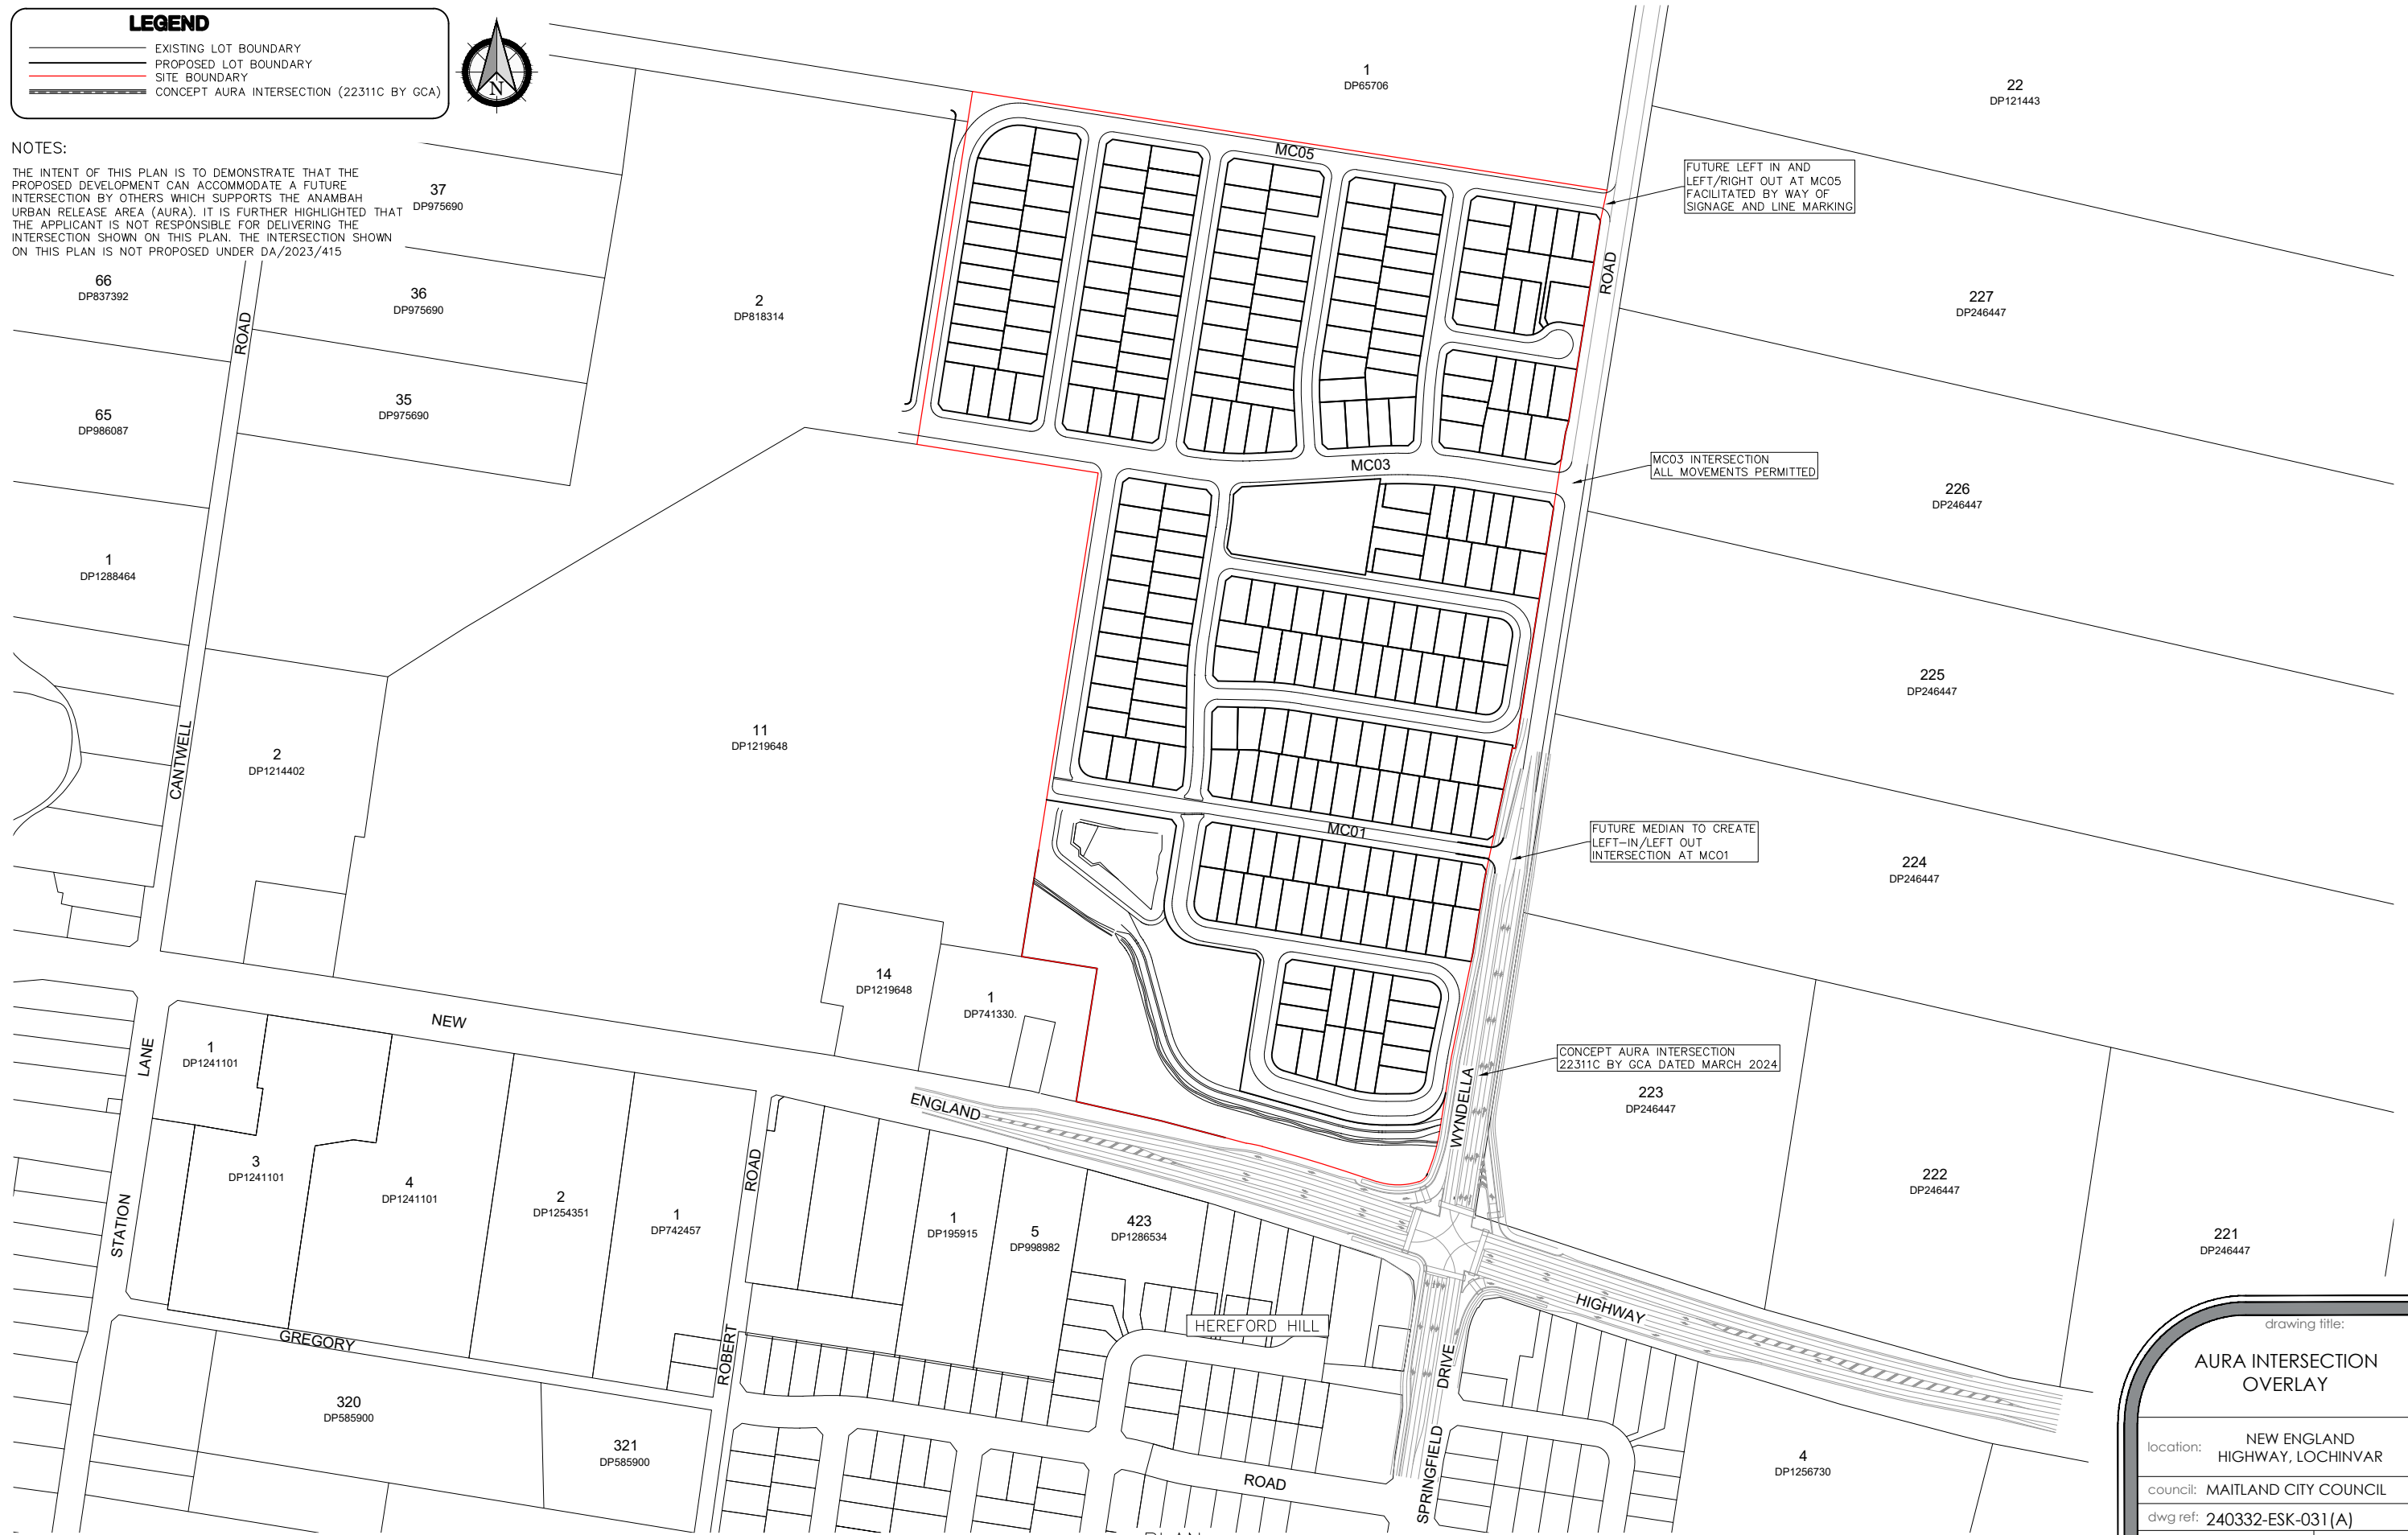 LEGEND
EXISTING LOT BOUNDARY
PROPOSED LOT BOUNDARY
SITE BOUNDARY
CONCEPT AURA INTERSECTION (22311C BY GCA)
N
NOTES:
THE INTENT OF THIS PLAN IS TO DEMONSTRATE THAT THE
PROPOSED DEVELOPMENT CAN ACCOMMODATE A FUTURE
INTERSECTION BY OTHERS WHICH SUPPORTS THE ANAMBAH
URBAN RELEASE AREA (AURA). IT IS FURTHER HIGHLIGHTED THAT
THE APPLICANT IS NOT RESPONSIBLE FOR DELIVERING THE
INTERSECTION SHOWN ON THIS PLAN. THE INTERSECTION SHOWN
ON THIS PLAN IS NOT PROPOSED UNDER DA/2023/415
1
DP65706
22
DP121443
37
DP975690
MC05
FUTURE LEFT IN AND
LEFT/RIGHT OUT AT MC05
FACILITATED BY WAY OF
SIGNAGE AND LINE MARKING
66
DP837392
36
DP975690
2
DP818314
ROAD
227
DP246447
ROAD
65
DP986087
35
DP975690
MC03
MC03 INTERSECTION
ALL MOVEMENTS PERMITTED
226
DP246447
1
DP1288464
225
DP246447
11
DP1219648
2
DP1214402
CANTWELL
MC01
FUTURE MEDIAN TO CREATE
LEFT-IN/LEFT OUT
INTERSECTION AT MC01
224
DP246447
14
DP1219648
1
DP741330.
NEW
LANE
1
DP1241101
CONCEPT AURA INTERSECTION
22311C BY GCA DATED MARCH 2024
223
DP246447
ENGLAND
WYNDELLA
3
DP1241101
4
DP1241101
2
DP1254351
1
DP742457
ROAD
1
DP195915
5
DP998982
423
DP1286534
222
DP246447
221
DP246447
STATION
HEREFORD HILL
HIGHWAY
GREGORY
ROBERT
DRIVE
320
DP585900
321
DP585900
ROAD
SPRINGFIELD
4
DP1256730
PLAN
drawing title:
AURA INTERSECTION
OVERLAY
location: NEW ENGLAND
HIGHWAY, LOCHINVAR
council: MAITLAND CITY COUNCIL
dwg ref: 240332-ESK-031(A)